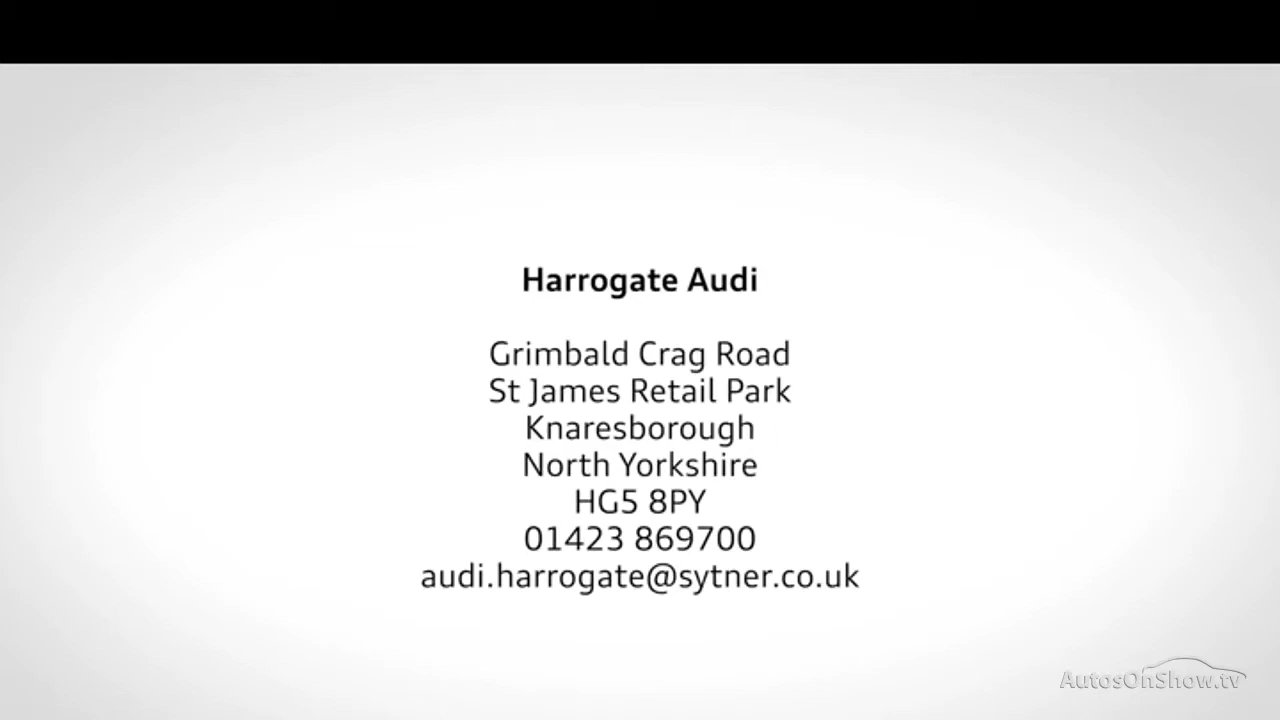 Harrogate Audi
Grimbald Crag Road
St James Retail Park
Knaresborough
North Yorkshire
HG5 8PY
01423 869700
audi.harrogate@sytner.co.uk
AutosOnShow.tv